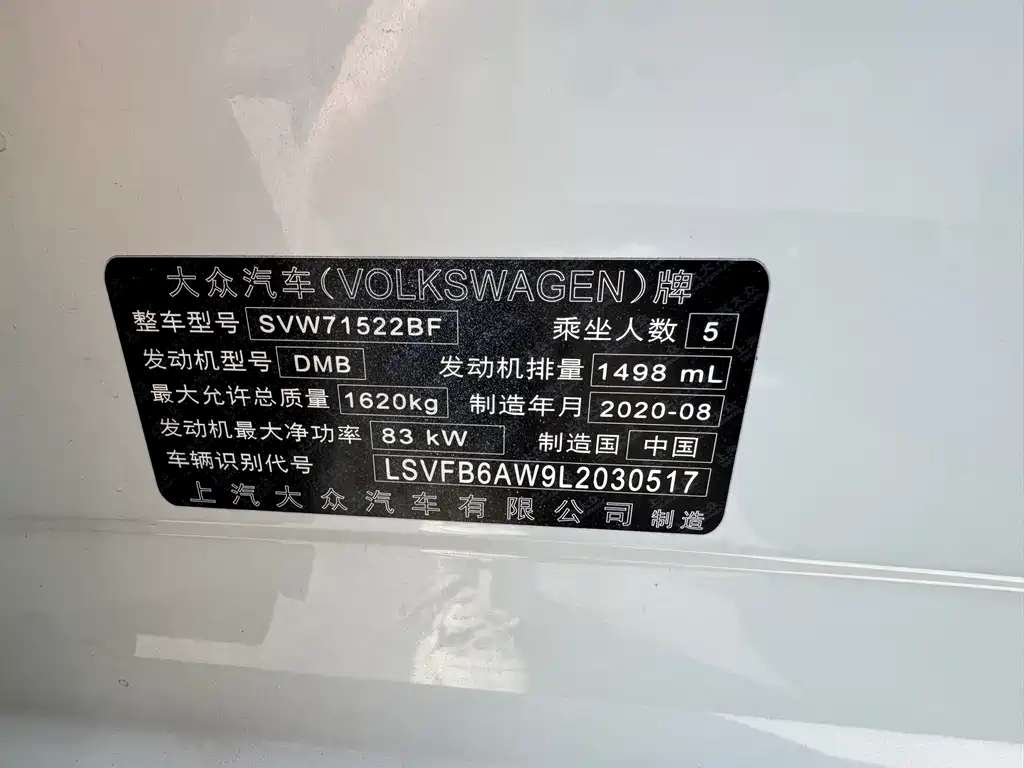 大众汽车(VOLKSWAGEN)牌
整车型号 SVW71522BF 乘坐人数 5
发动机型号 DMB 发动机排量 1498 mL
最大允许总质量 1620kg 制造年月 2020-08
发动机最大净功率 83 kW 制造国 中国
车辆识别代号 LSVFB6AW9L2030517
上汽大众汽车有限公司 制造